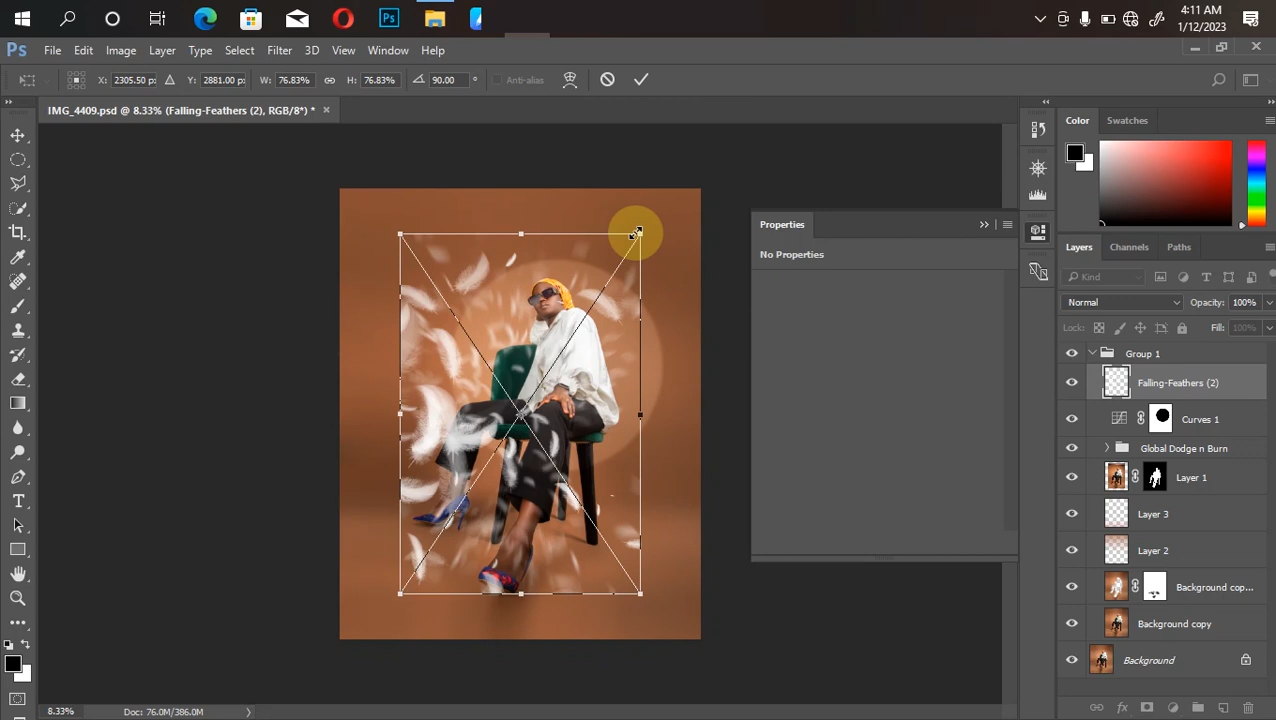 Ps
4:11 AM
1/12/2023
Ps
File Edit Image Layer Type Select Filter 3D View Window Help
X: 2305.50 px Y: 2881.00 px W: 76.83% H: 76.83% 90.00 ° Anti-alias
IMG_4409.psd @ 8.33% (Falling-Feathers (2), RGB/8*) * ×
Color Swatches
Properties
No Properties
Layers Channels Paths
Kind
Normal Opacity: 100%
Lock: Fill: 100%
Group 1
Falling-Feathers (2)
Curves 1
Global Dodge n Burn
Layer 1
Layer 3
Layer 2
Background cop...
Background copy
Background
8.33% Doc: 76.0M/386.0M